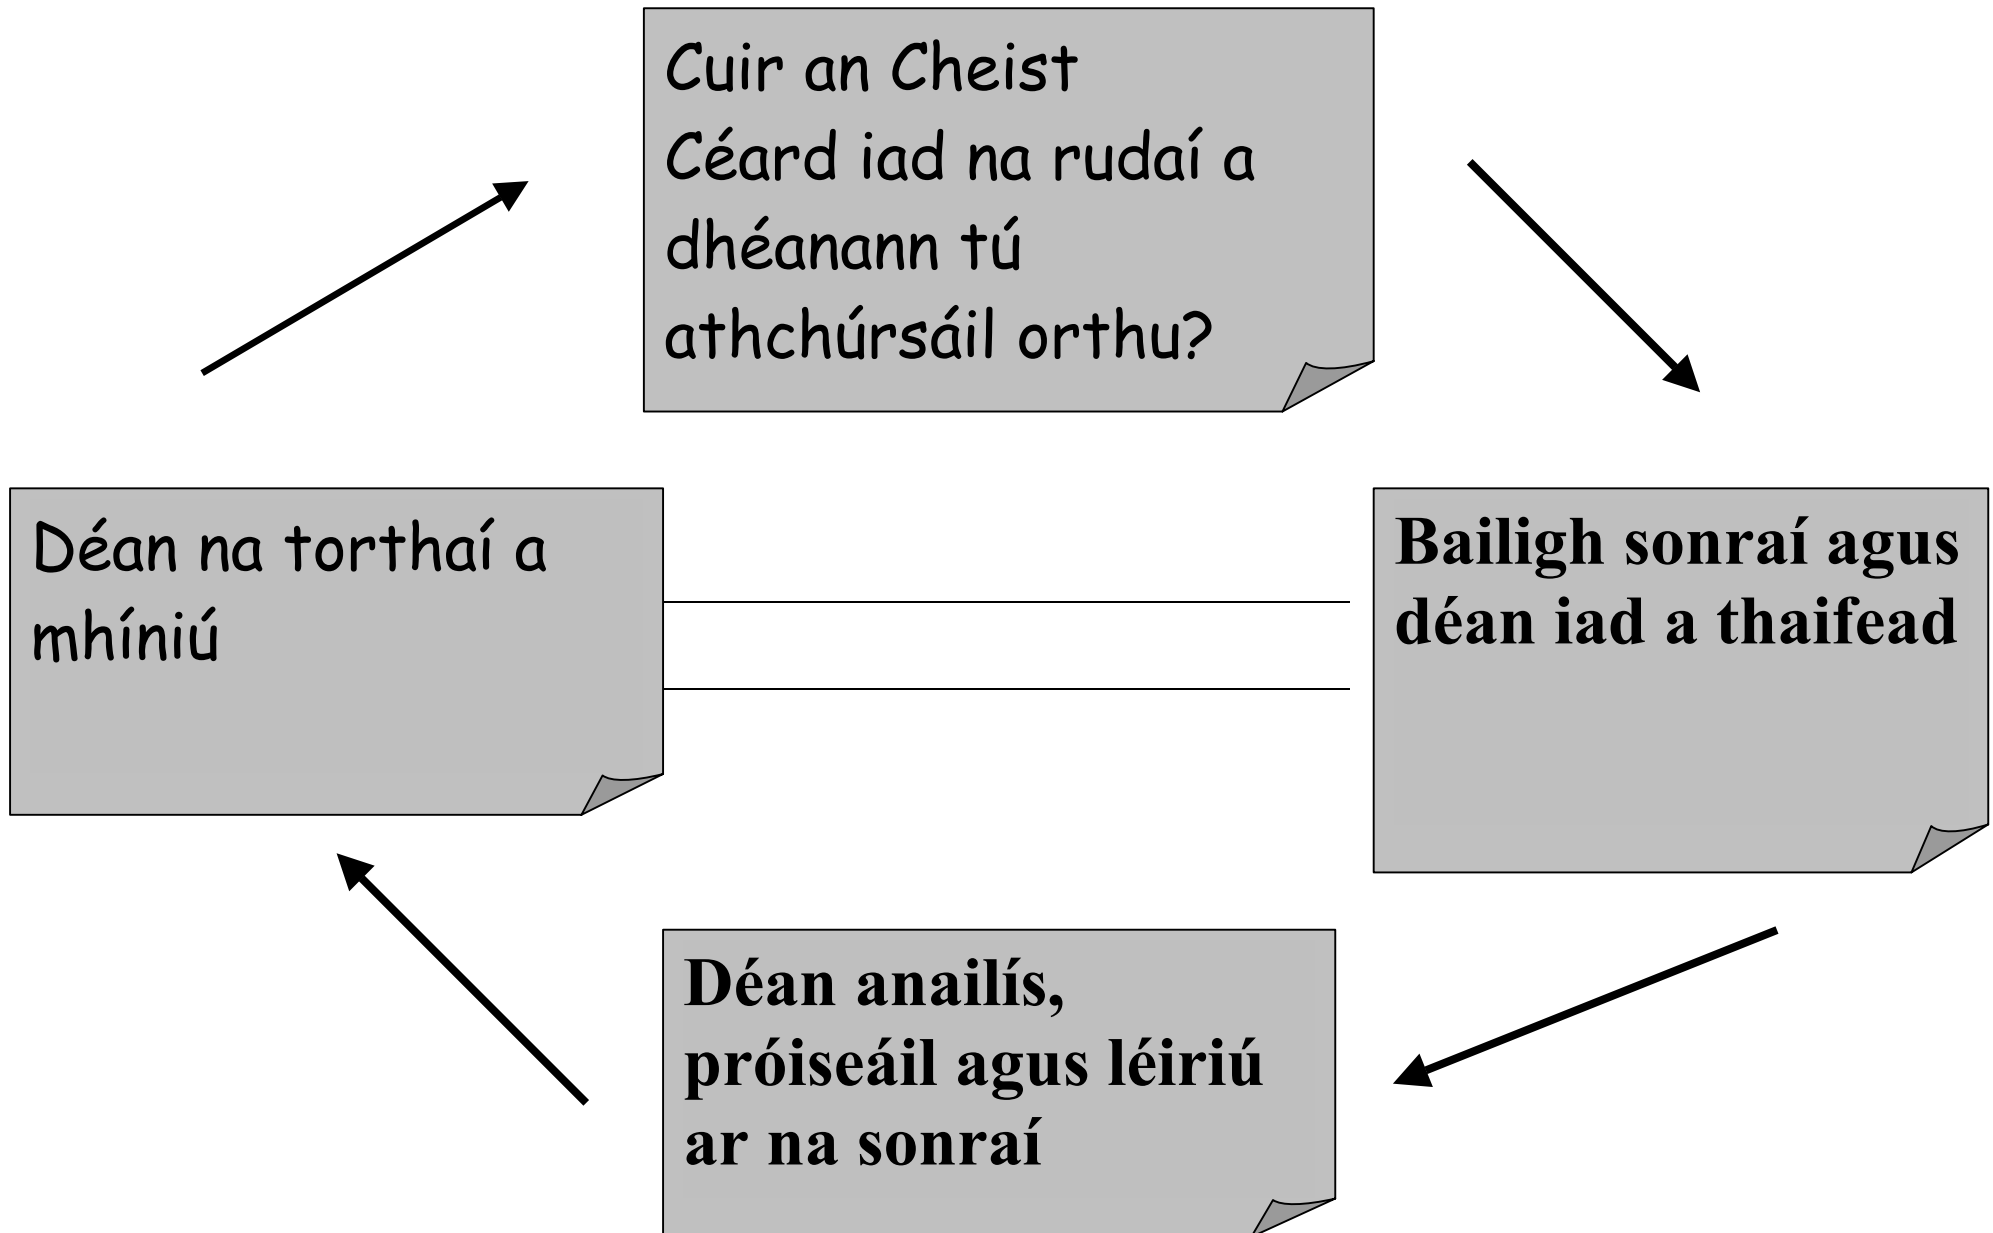 Cuir an Cheist
Céard iad na rudaí a
dhéanann tú
athchúrsáil orthu?
Déan na torthaí a
mhíniú
Bailigh sonraí agus
déan iad a thaifead
Déan anailís,
próiseáil agus léiriú
ar na sonraí